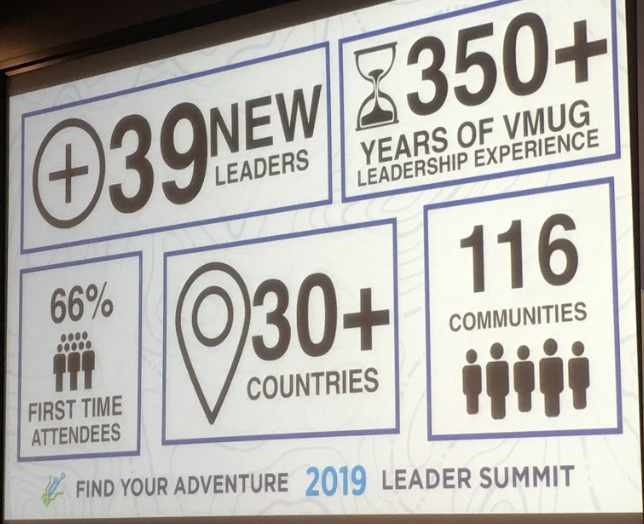 39 NEW
LEADERS
350+
YEARS OF VMUG
LEADERSHIP EXPERIENCE
66%
FIRST TIME
ATTENDEES
30+
COUNTRIES
116
COMMUNITIES
FIND YOUR ADVENTURE 2019 LEADER SUMMIT